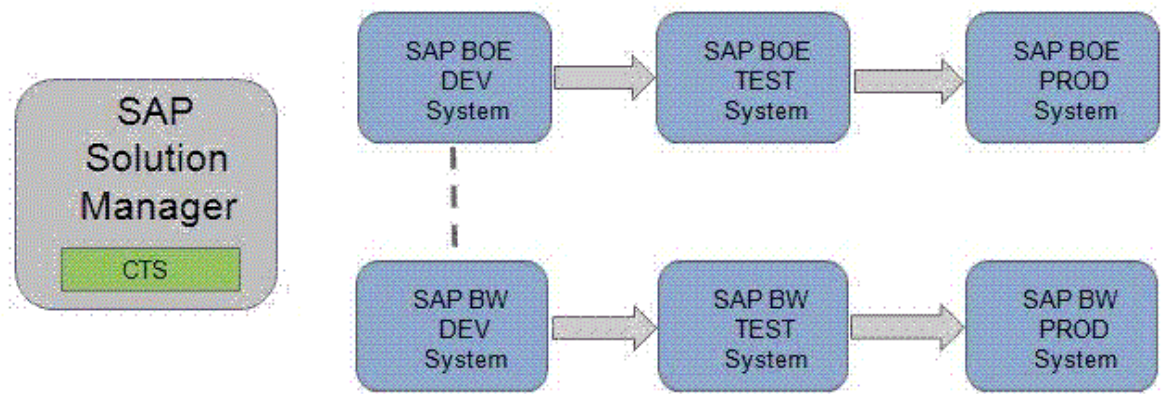 SAP
Solution
Manager
CTS
SAP BOE
DEV
System
SAP BOE
TEST
System
SAP BOE
PROD
System
SAP BW
DEV
System
SAP BW
TEST
System
SAP BW
PROD
System